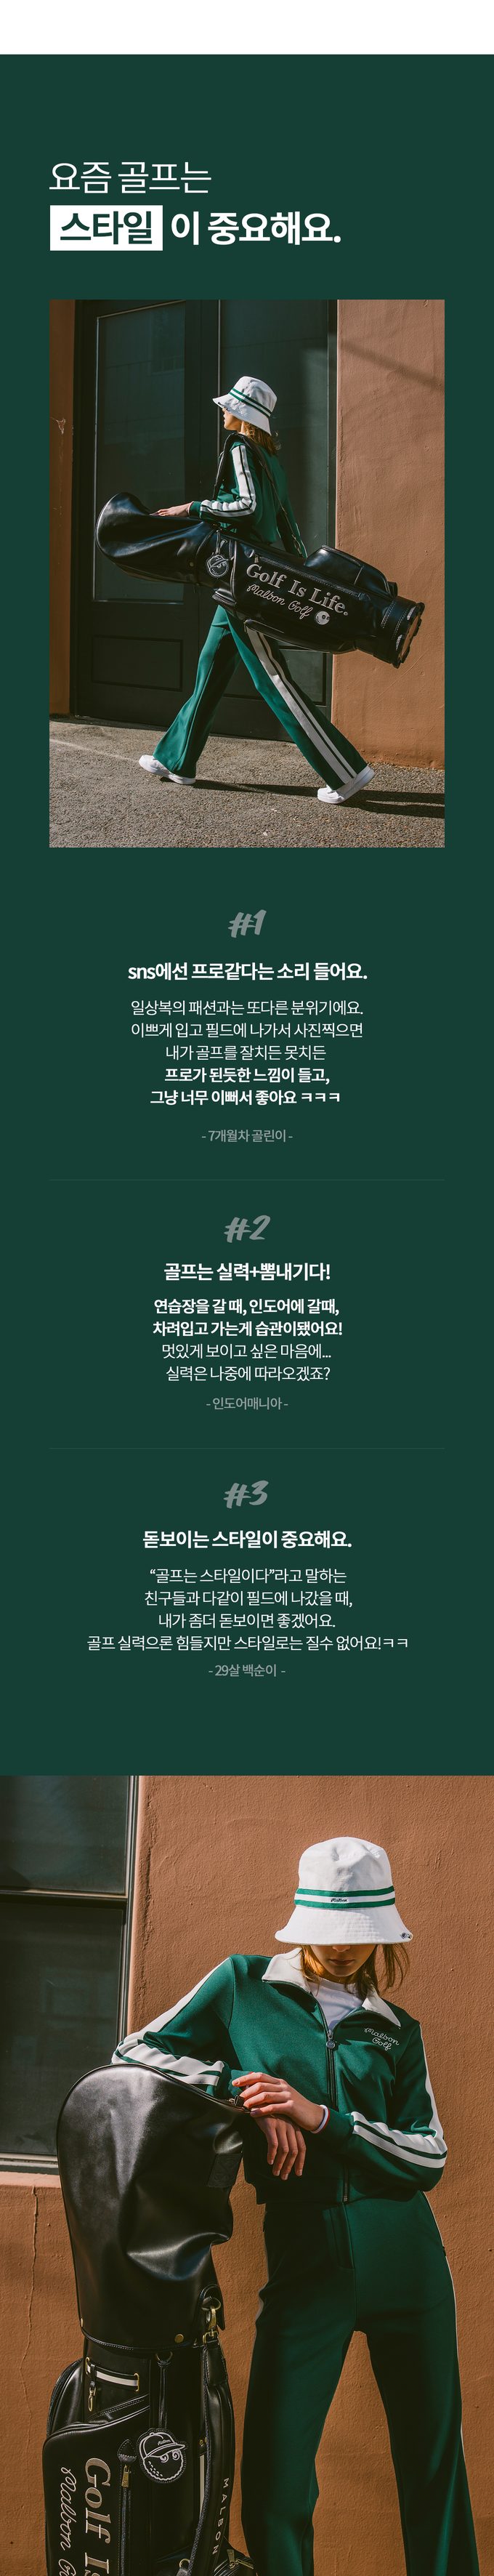 요즘 골프는
스타일이 중요해요.
Golf Is Life.
Malbon Golf
#1
sns에선 프로같다는 소리 들어요.
일상복의 패션과는 또다른 분위기에요.
이쁘게 입고 필드에 나가서 사진찍으면
내가 골프를 잘치든 못치든
프로가 된듯한 느낌이 들고,
그냥 너무 이뻐서 좋아요 ㅋㅋㅋ
- 7개월차 골린이 -
#2
골프는 실력+뽐내기다!
연습장을 갈 때, 인도어에 갈때,
차려입고 가는게 습관이됐어요!
멋있게 보이고 싶은 마음에...
실력은 나중에 따라오겠죠?
- 인도어매니아 -
#3
돋보이는 스타일이 중요해요.
“골프는 스타일이다”라고 말하는
친구들과 다같이 필드에 나갔을 때,
내가 좀더 돋보이면 좋겠어요.
골프 실력으론 힘들지만 스타일로는 질수 없어요!ㅋㅋ
- 29살 백순이 -
Malbon
Malbon
Golf
Golf Is
Malbon G
MALBON